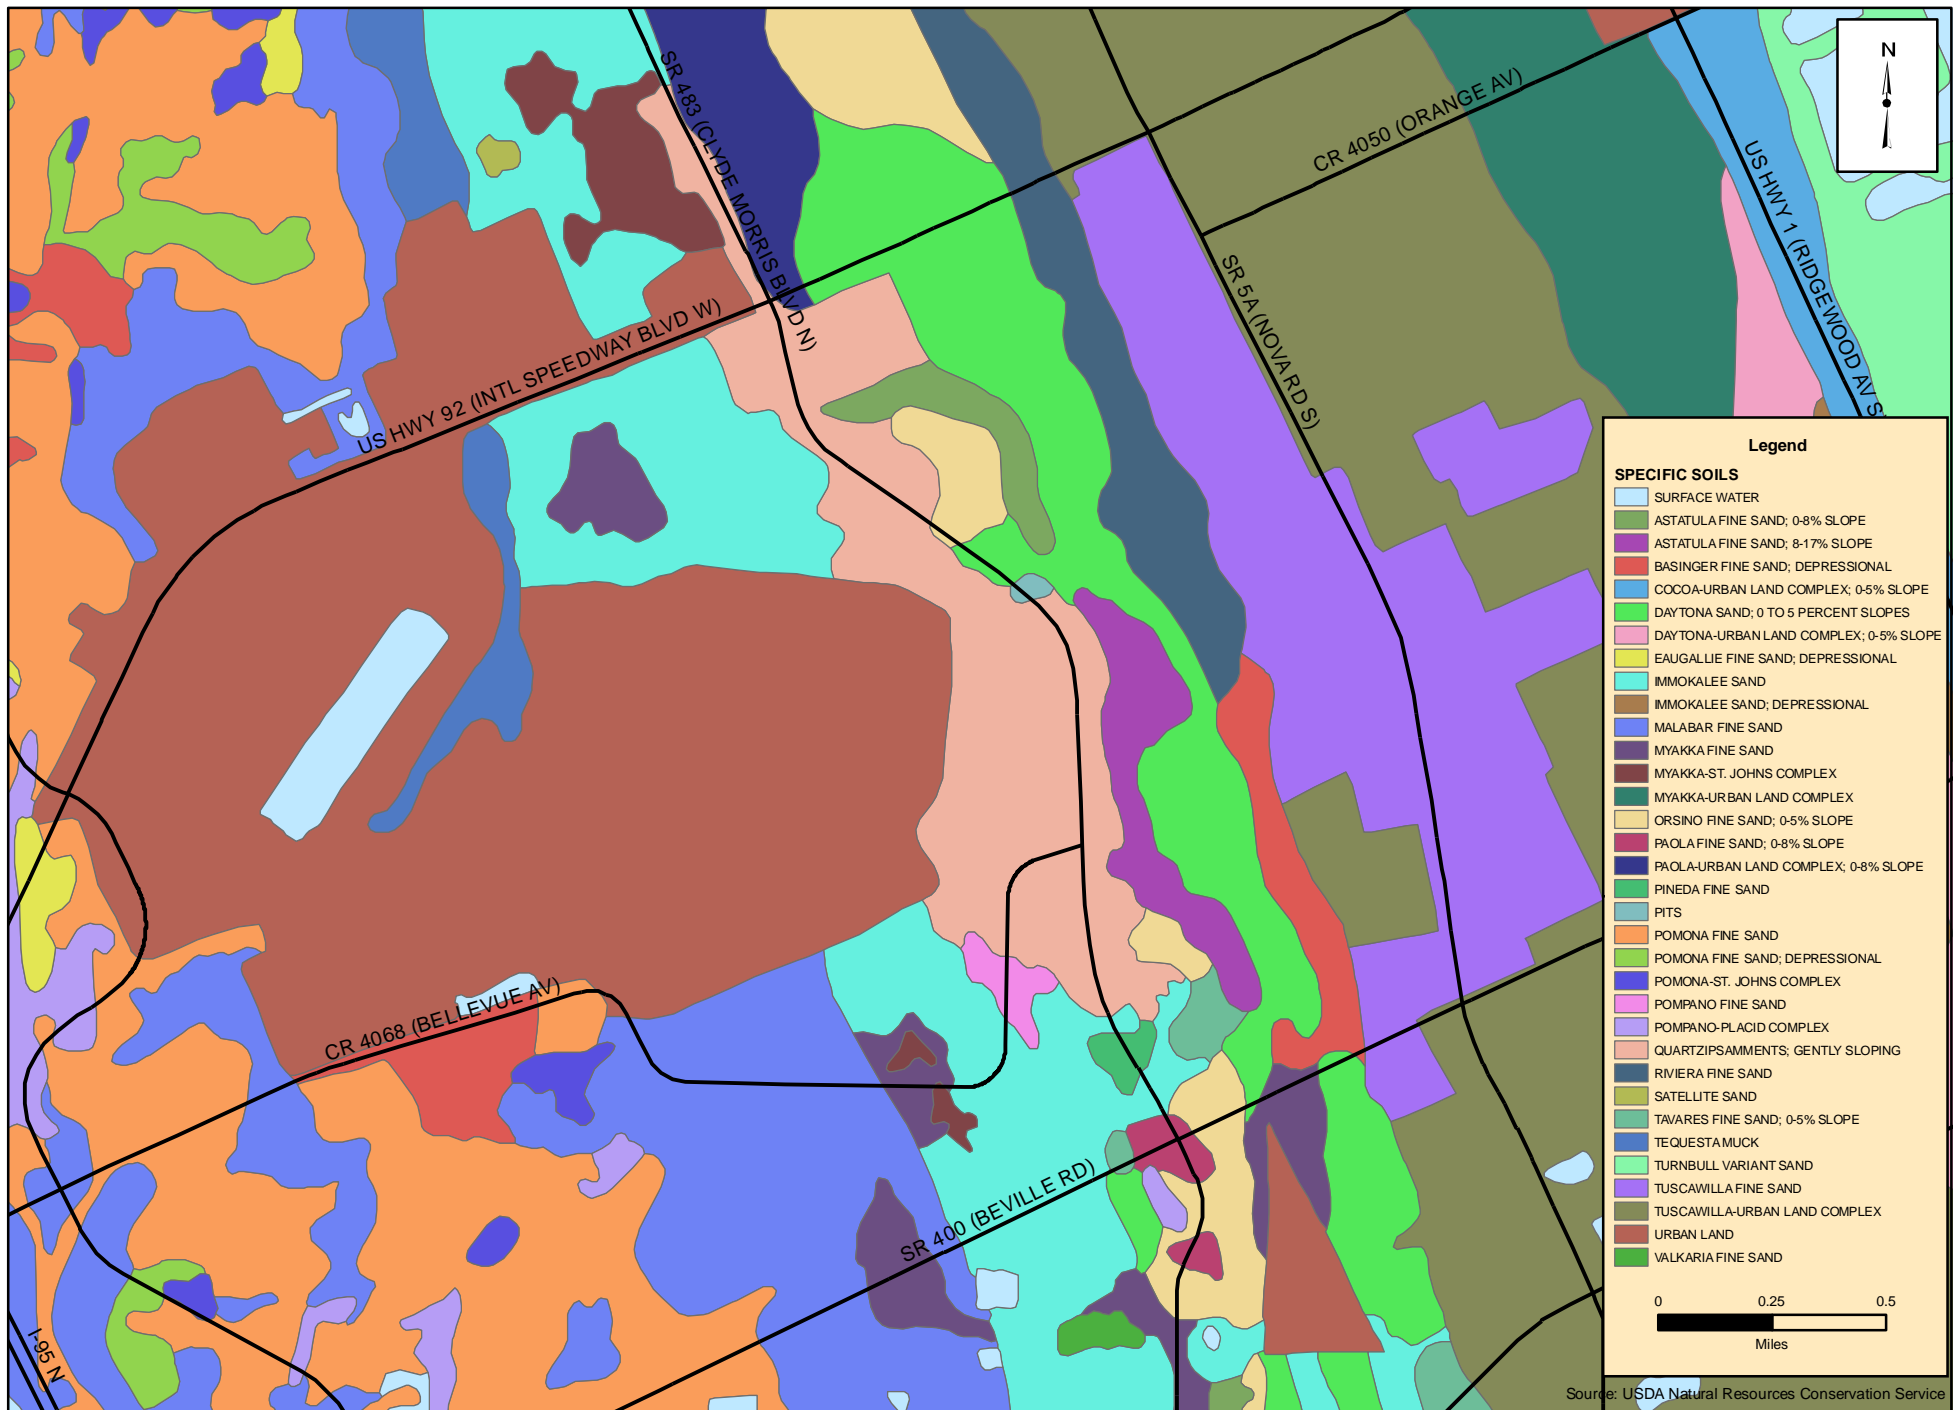 N
SR 483 (CLYDE MORRIS BLVD N)
CR 4050 (ORANGE AV)
US HWY 1 (RIDGEWOOD AV S)
SR 5A (NOVA RD S)
US HWY 92 (INTL SPEEDWAY BLVD W)
CR 4068 (BELLEVUE AV)
SR 400 (BEVILLE RD)
I-95 N
Legend
SPECIFIC SOILS
SURFACE WATER
ASTATULA FINE SAND; 0-8% SLOPE
ASTATULA FINE SAND; 8-17% SLOPE
BASINGER FINE SAND; DEPRESSIONAL
COCOA-URBAN LAND COMPLEX; 0-5% SLOPE
DAYTONA SAND; 0 TO 5 PERCENT SLOPES
DAYTONA-URBAN LAND COMPLEX; 0-5% SLOPE
EAUGALLIE FINE SAND; DEPRESSIONAL
IMMOKALEE SAND
IMMOKALEE SAND; DEPRESSIONAL
MALABAR FINE SAND
MYAKKA FINE SAND
MYAKKA-ST. JOHNS COMPLEX
MYAKKA-URBAN LAND COMPLEX
ORSINO FINE SAND; 0-5% SLOPE
PAOLA FINE SAND; 0-8% SLOPE
PAOLA-URBAN LAND COMPLEX; 0-8% SLOPE
PINEDA FINE SAND
PITS
POMONA FINE SAND
POMONA FINE SAND; DEPRESSIONAL
POMONA-ST. JOHNS COMPLEX
POMPANO FINE SAND
POMPANO-PLACID COMPLEX
QUARTZIPSAMMENTS; GENTLY SLOPING
RIVIERA FINE SAND
SATELLITE SAND
TAVARES FINE SAND; 0-5% SLOPE
TEQUESTA MUCK
TURNBULL VARIANT SAND
TUSCAWILLA FINE SAND
TUSCAWILLA-URBAN LAND COMPLEX
URBAN LAND
VALKARIA FINE SAND
0 0.25 0.5
Miles
Source: USDA Natural Resources Conservation Service